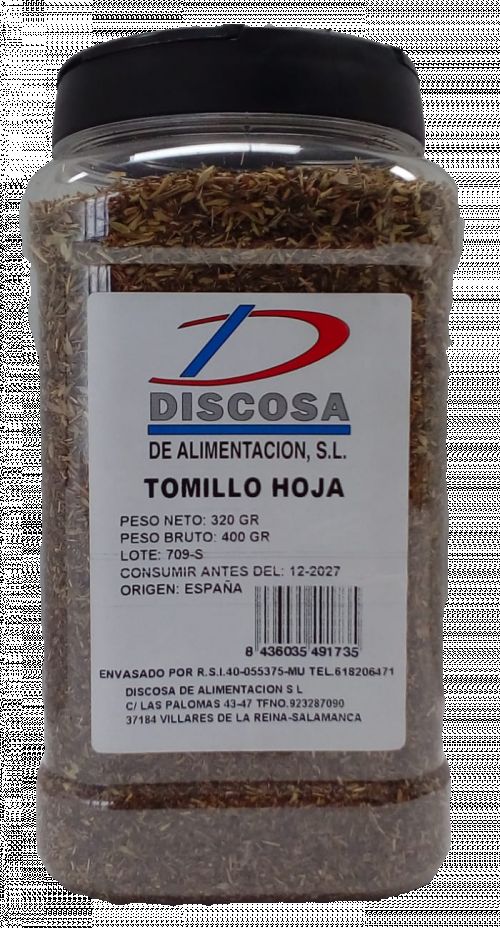 DISCOSA
DE ALIMENTACION, S.L.
TOMILLO HOJA
PESO NETO: 320 GR
PESO BRUTO: 400 GR
LOTE: 709-S
CONSUMIR ANTES DEL: 12-2027
ORIGEN: ESPAÑA
8 436035 491735
ENVASADO POR R.S.I.40-055375-MU TEL.618206471
DISCOSA DE ALIMENTACION S L
C/ LAS PALOMAS 43-47 TFNO.923287090
37184 VILLARES DE LA REINA-SALAMANCA